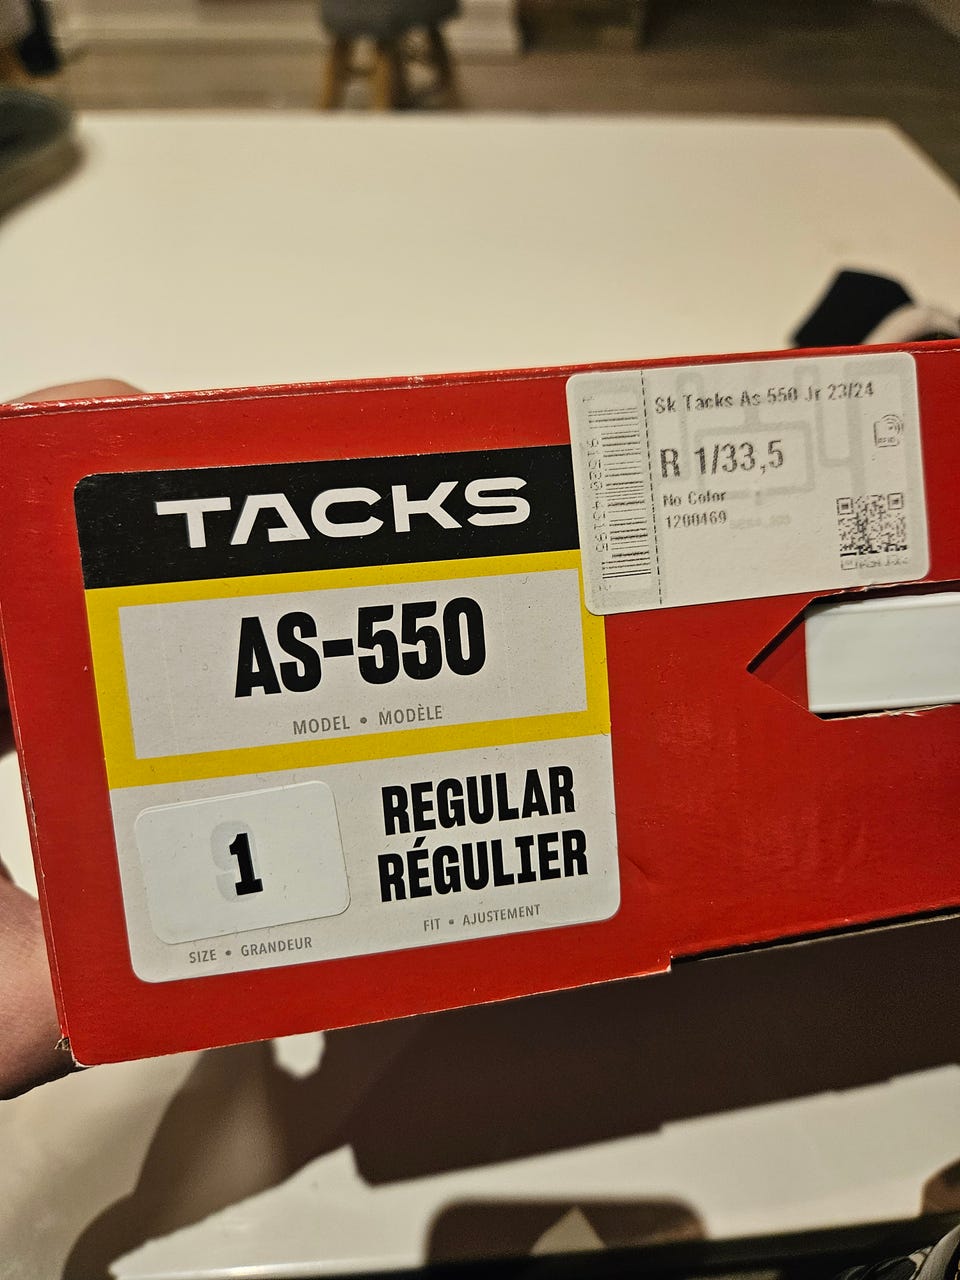 TACKS
AS-550
MODEL • MODÈLE
1
SIZE • GRANDEUR
REGULAR
RÉGULIER
FIT • AJUSTEMENT
Sk Tacks As 550 Jr 23/24
R 1/33,5
No Color
1200469